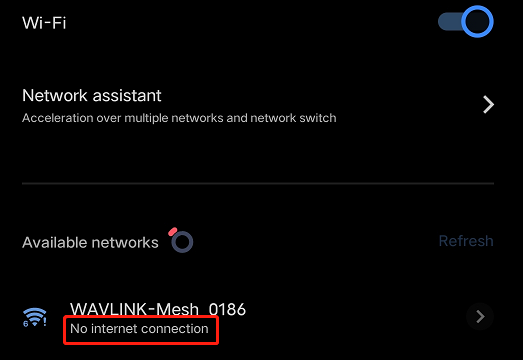 Wi-Fi
Network assistant
Acceleration over multiple networks and network switch
Available networks
Refresh
WAVLINK-Mesh_0186
6
No internet connection